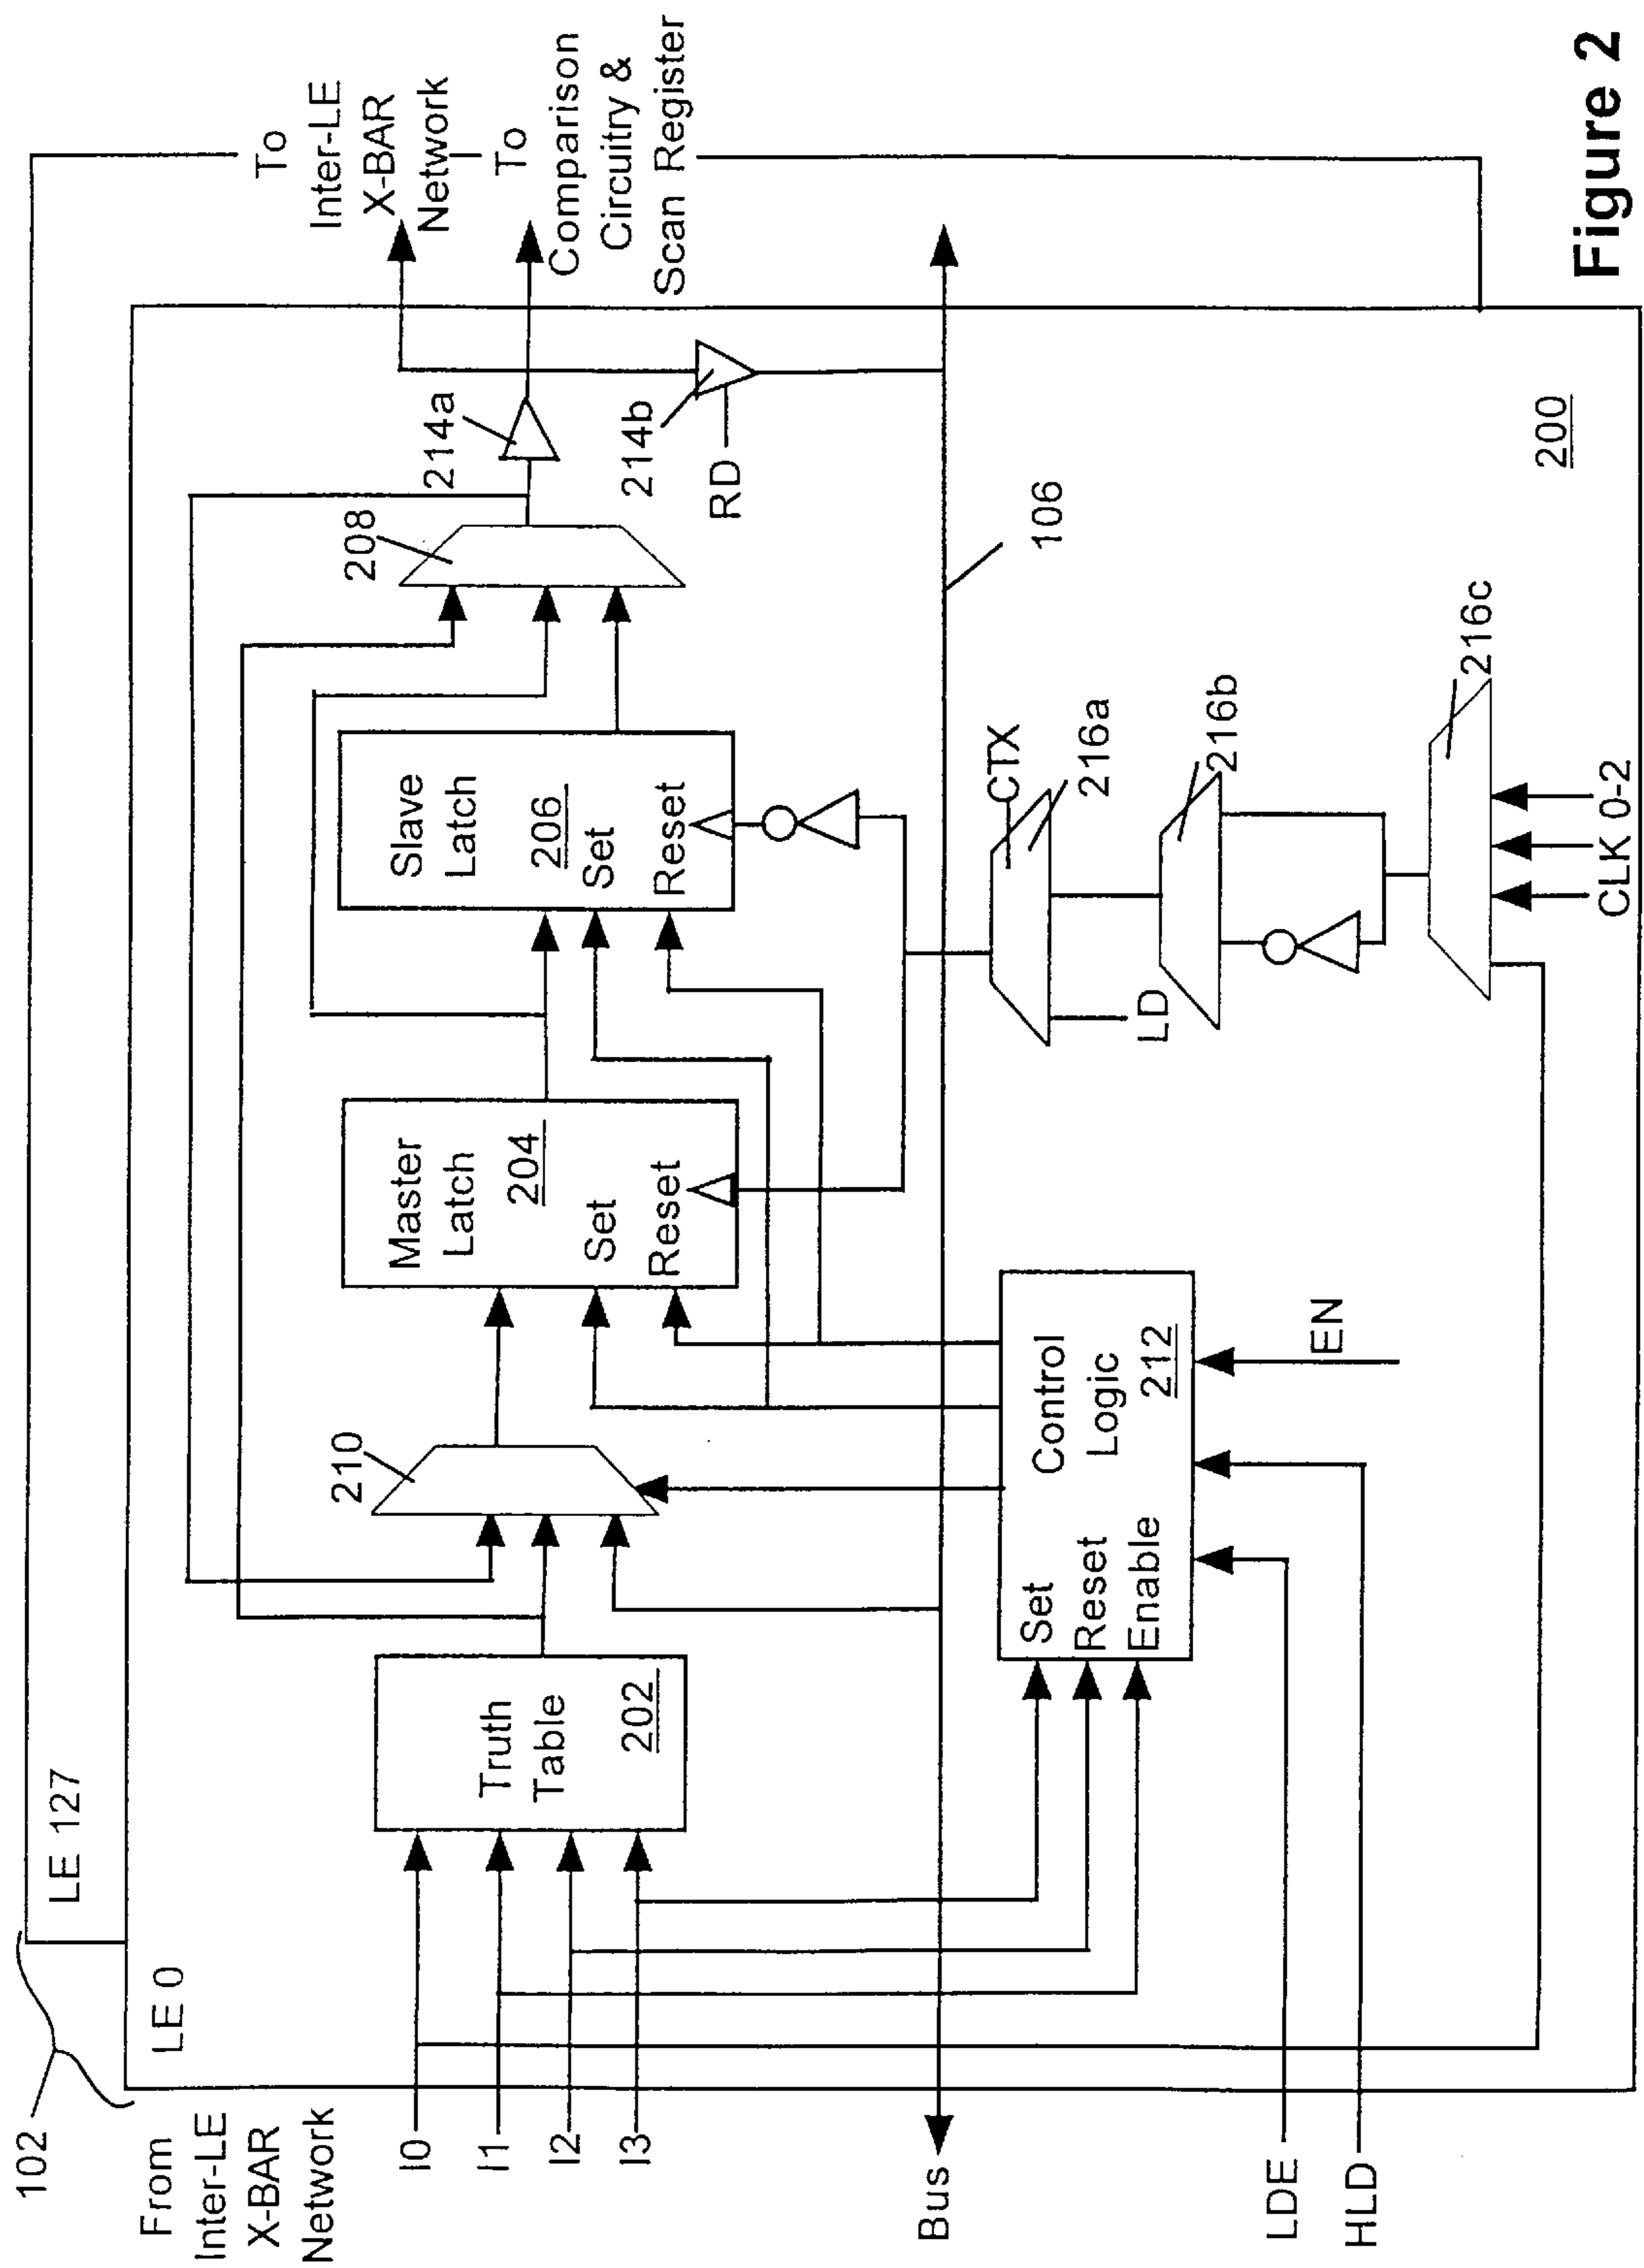 102
LE 127
LE 0
From
Inter-LE
X-BAR
Network
I0
I1
I2
I3
Bus
LDE
HLD
Truth
Table
202
210
Master
Latch
204
Set
Reset
Slave
Latch
206
Set
Reset
208
214a
214b
RD
To
Inter-LE
X-BAR
Network
To
Comparison
Circuitry &
Scan Register
106
Set
Reset
Enable
Control
Logic
212
EN
CTX
216a
LD
216b
216c
CLK 0-2
200
Figure 2